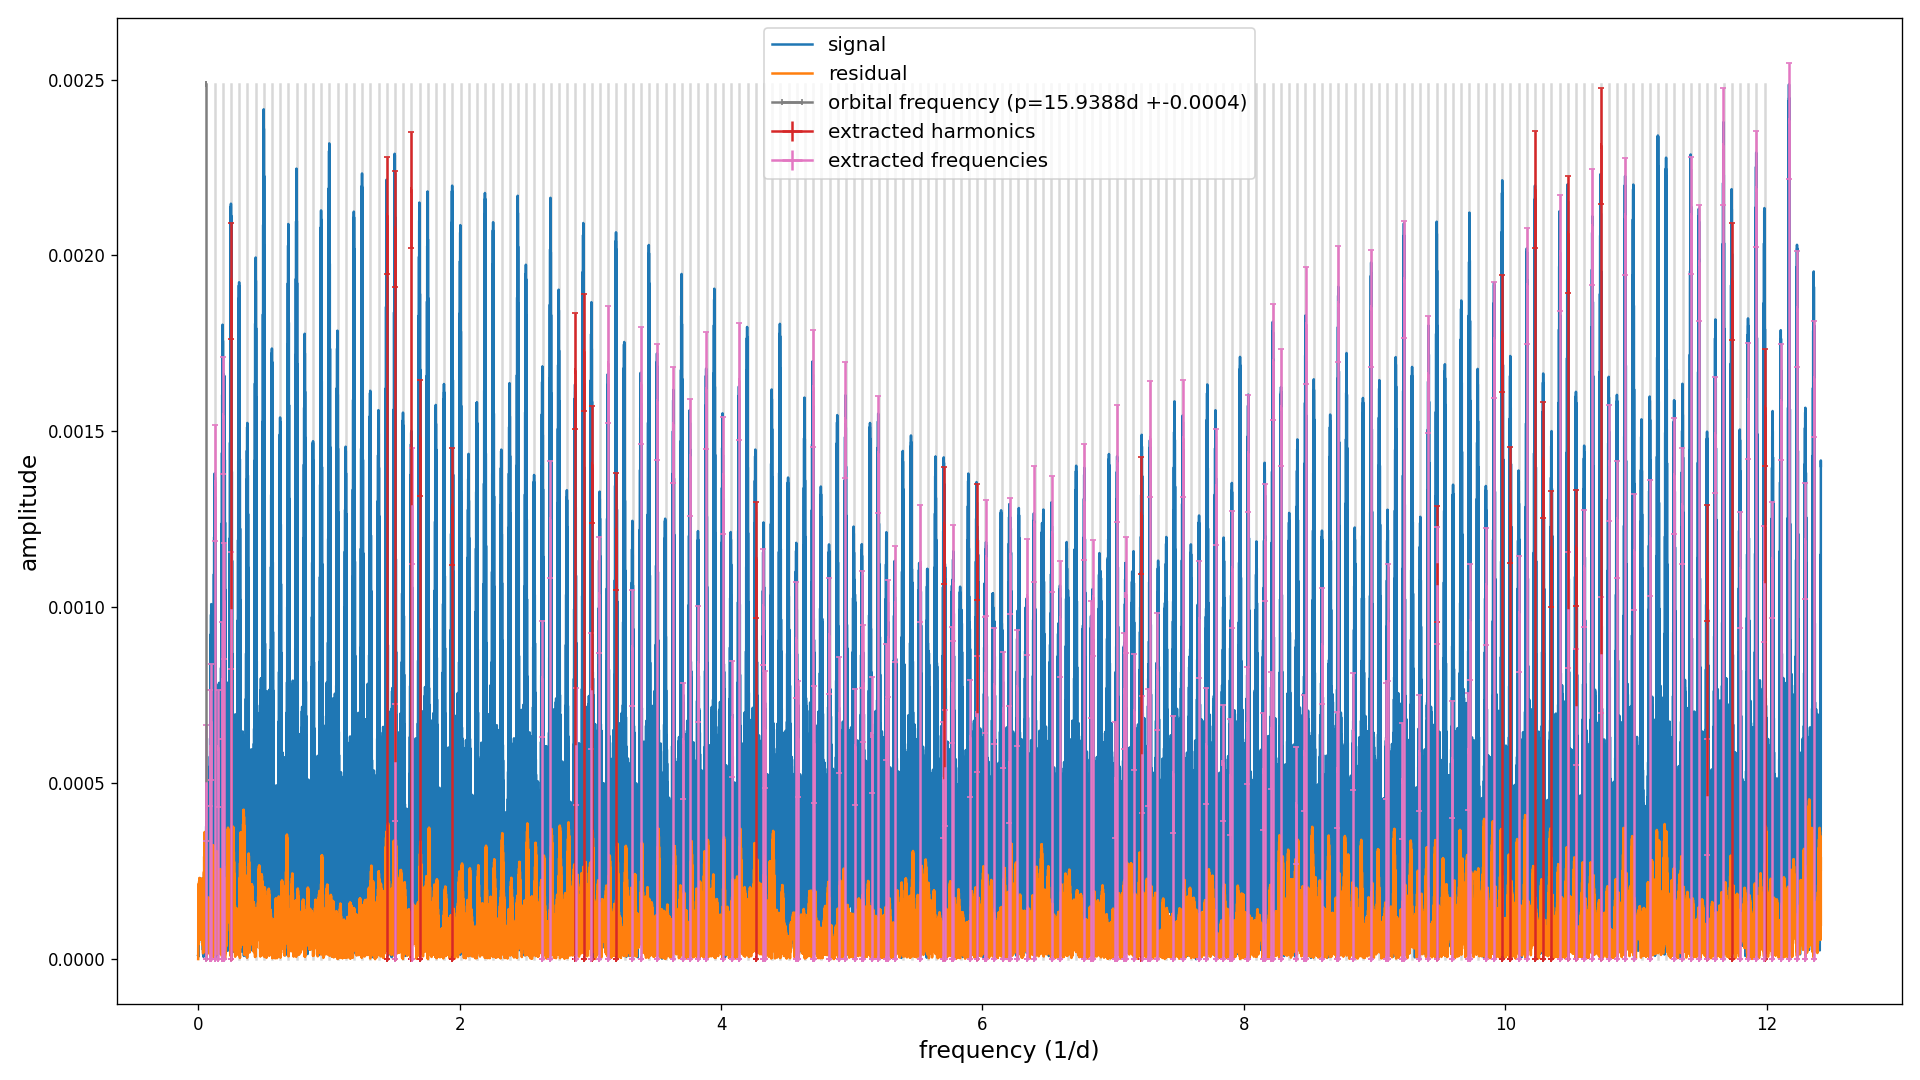 signal
residual
orbital frequency (p=15.9388d +-0.0004)
extracted harmonics
extracted frequencies
0.0025
0.0020
0.0015
0.0010
0.0005
0.0000
amplitude
0 2 4 6 8 10 12
frequency (1/d)